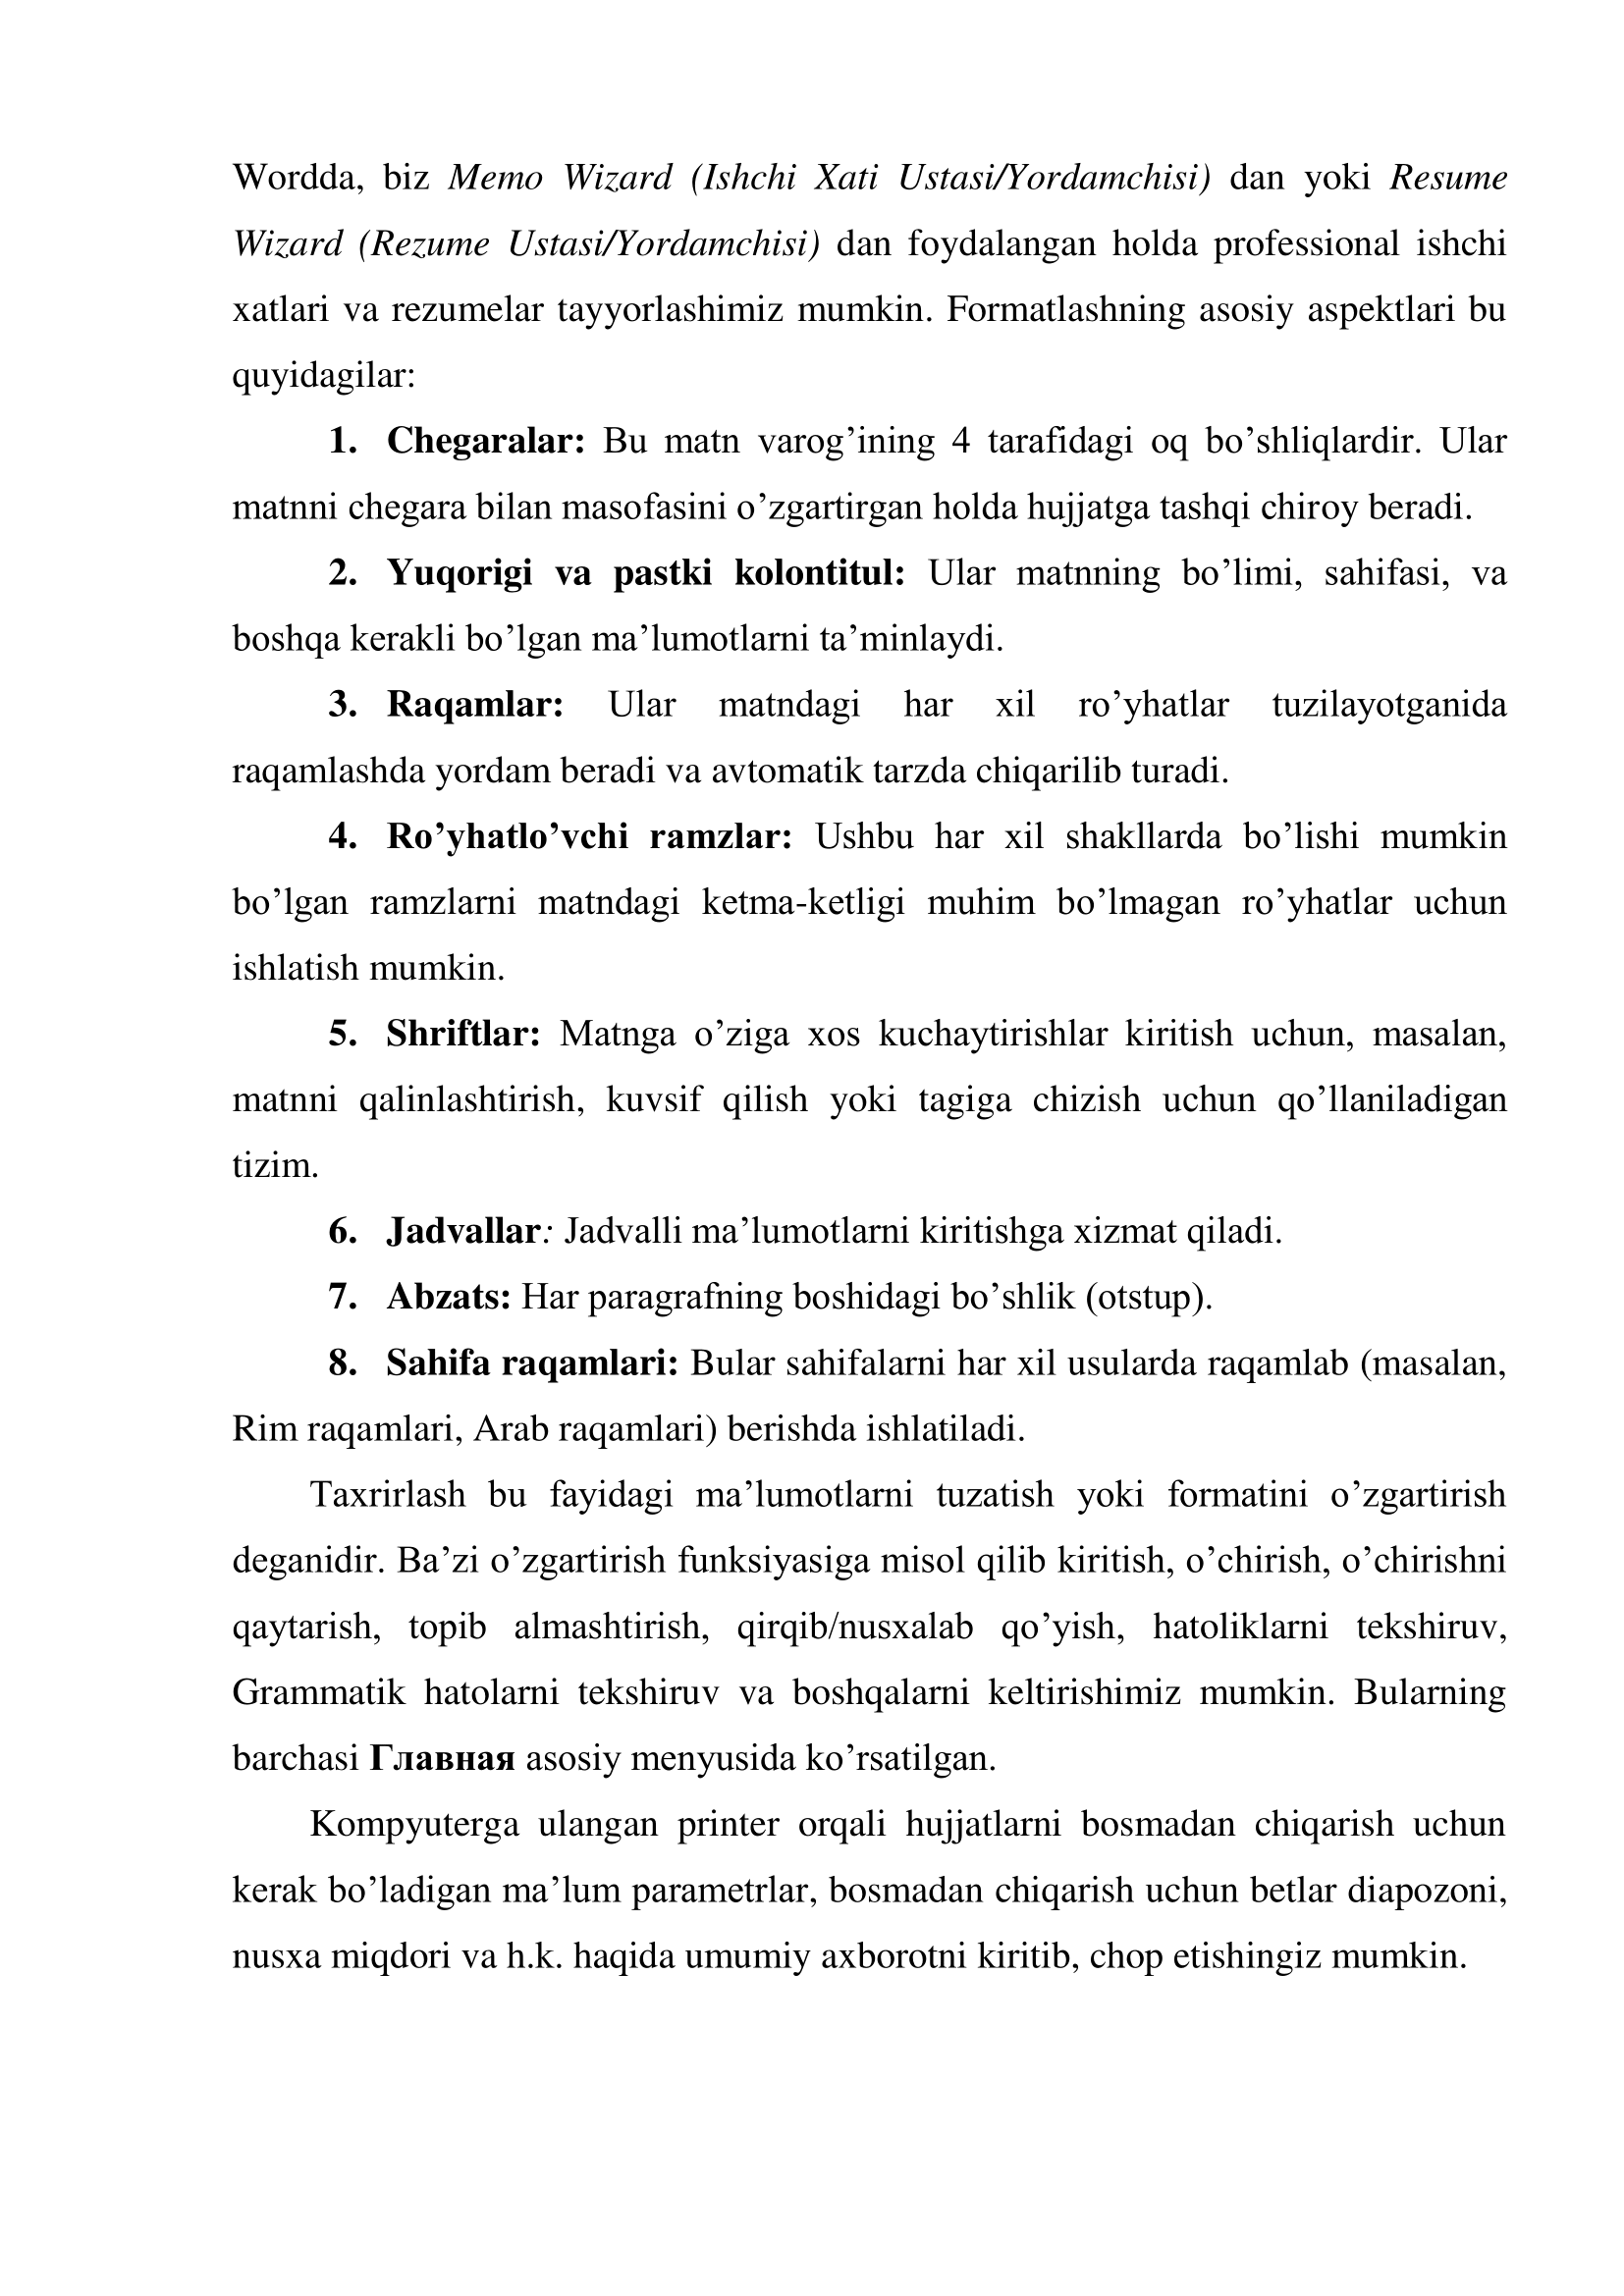 Wordda, biz Memo Wizard (Ishchi Xati Ustasi/Yordamchisi) dan yoki Resume
Wizard (Rezume Ustasi/Yordamchisi) dan foydalangan holda professional ishchi
xatlari va rezumelar tayyorlashimiz mumkin. Formatlashning asosiy aspektlari bu
quyidagilar:
1. Chegaralar: Bu matn varog’ining 4 tarafidagi oq bo’shliqlardir. Ular
matnni chegara bilan masofasini o’zgartirgan holda hujjatga tashqi chiroy beradi.
2. Yuqorigi va pastki kolontitul: Ular matnning bo’limi, sahifasi, va
boshqa kerakli bo’lgan ma’lumotlarni ta’minlaydi.
3. Raqamlar: Ular matndagi har xil ro’yhatlar tuzilayotganida
raqamlashda yordam beradi va avtomatik tarzda chiqarilib turadi.
4. Ro’yhatlo’vchi ramzlar: Ushbu har xil shakllarda bo’lishi mumkin
bo’lgan ramzlarni matndagi ketma-ketligi muhim bo’lmagan ro’yhatlar uchun
ishlatish mumkin.
5. Shriftlar: Matnga o’ziga xos kuchaytirishlar kiritish uchun, masalan,
matnni qalinlashtirish, kuvsif qilish yoki tagiga chizish uchun qo’llaniladigan
tizim.
6. Jadvallar: Jadvalli ma’lumotlarni kiritishga xizmat qiladi.
7. Abzats: Har paragrafning boshidagi bo’shlik (otstup).
8. Sahifa raqamlari: Bular sahifalarni har xil usularda raqamlab (masalan,
Rim raqamlari, Arab raqamlari) berishda ishlatiladi.
Taxrirlash bu fayidagi ma’lumotlarni tuzatish yoki formatini o’zgartirish
deganidir. Ba’zi o’zgartirish funksiyasiga misol qilib kiritish, o’chirish, o’chirishni
qaytarish, topib almashtirish, qirqib/nusxalab qo’yish, hatoliklarni tekshiruv,
Grammatik hatolarni tekshiruv va boshqalarni keltirishimiz mumkin. Bularning
barchasi Главная asosiy menyusida ko’rsatilgan.
Kompyuterga ulangan printer orqali hujjatlarni bosmadan chiqarish uchun
kerak bo’ladigan ma’lum parametrlar, bosmadan chiqarish uchun betlar diapozoni,
nusxa miqdori va h.k. haqida umumiy axborotni kiritib, chop etishingiz mumkin.